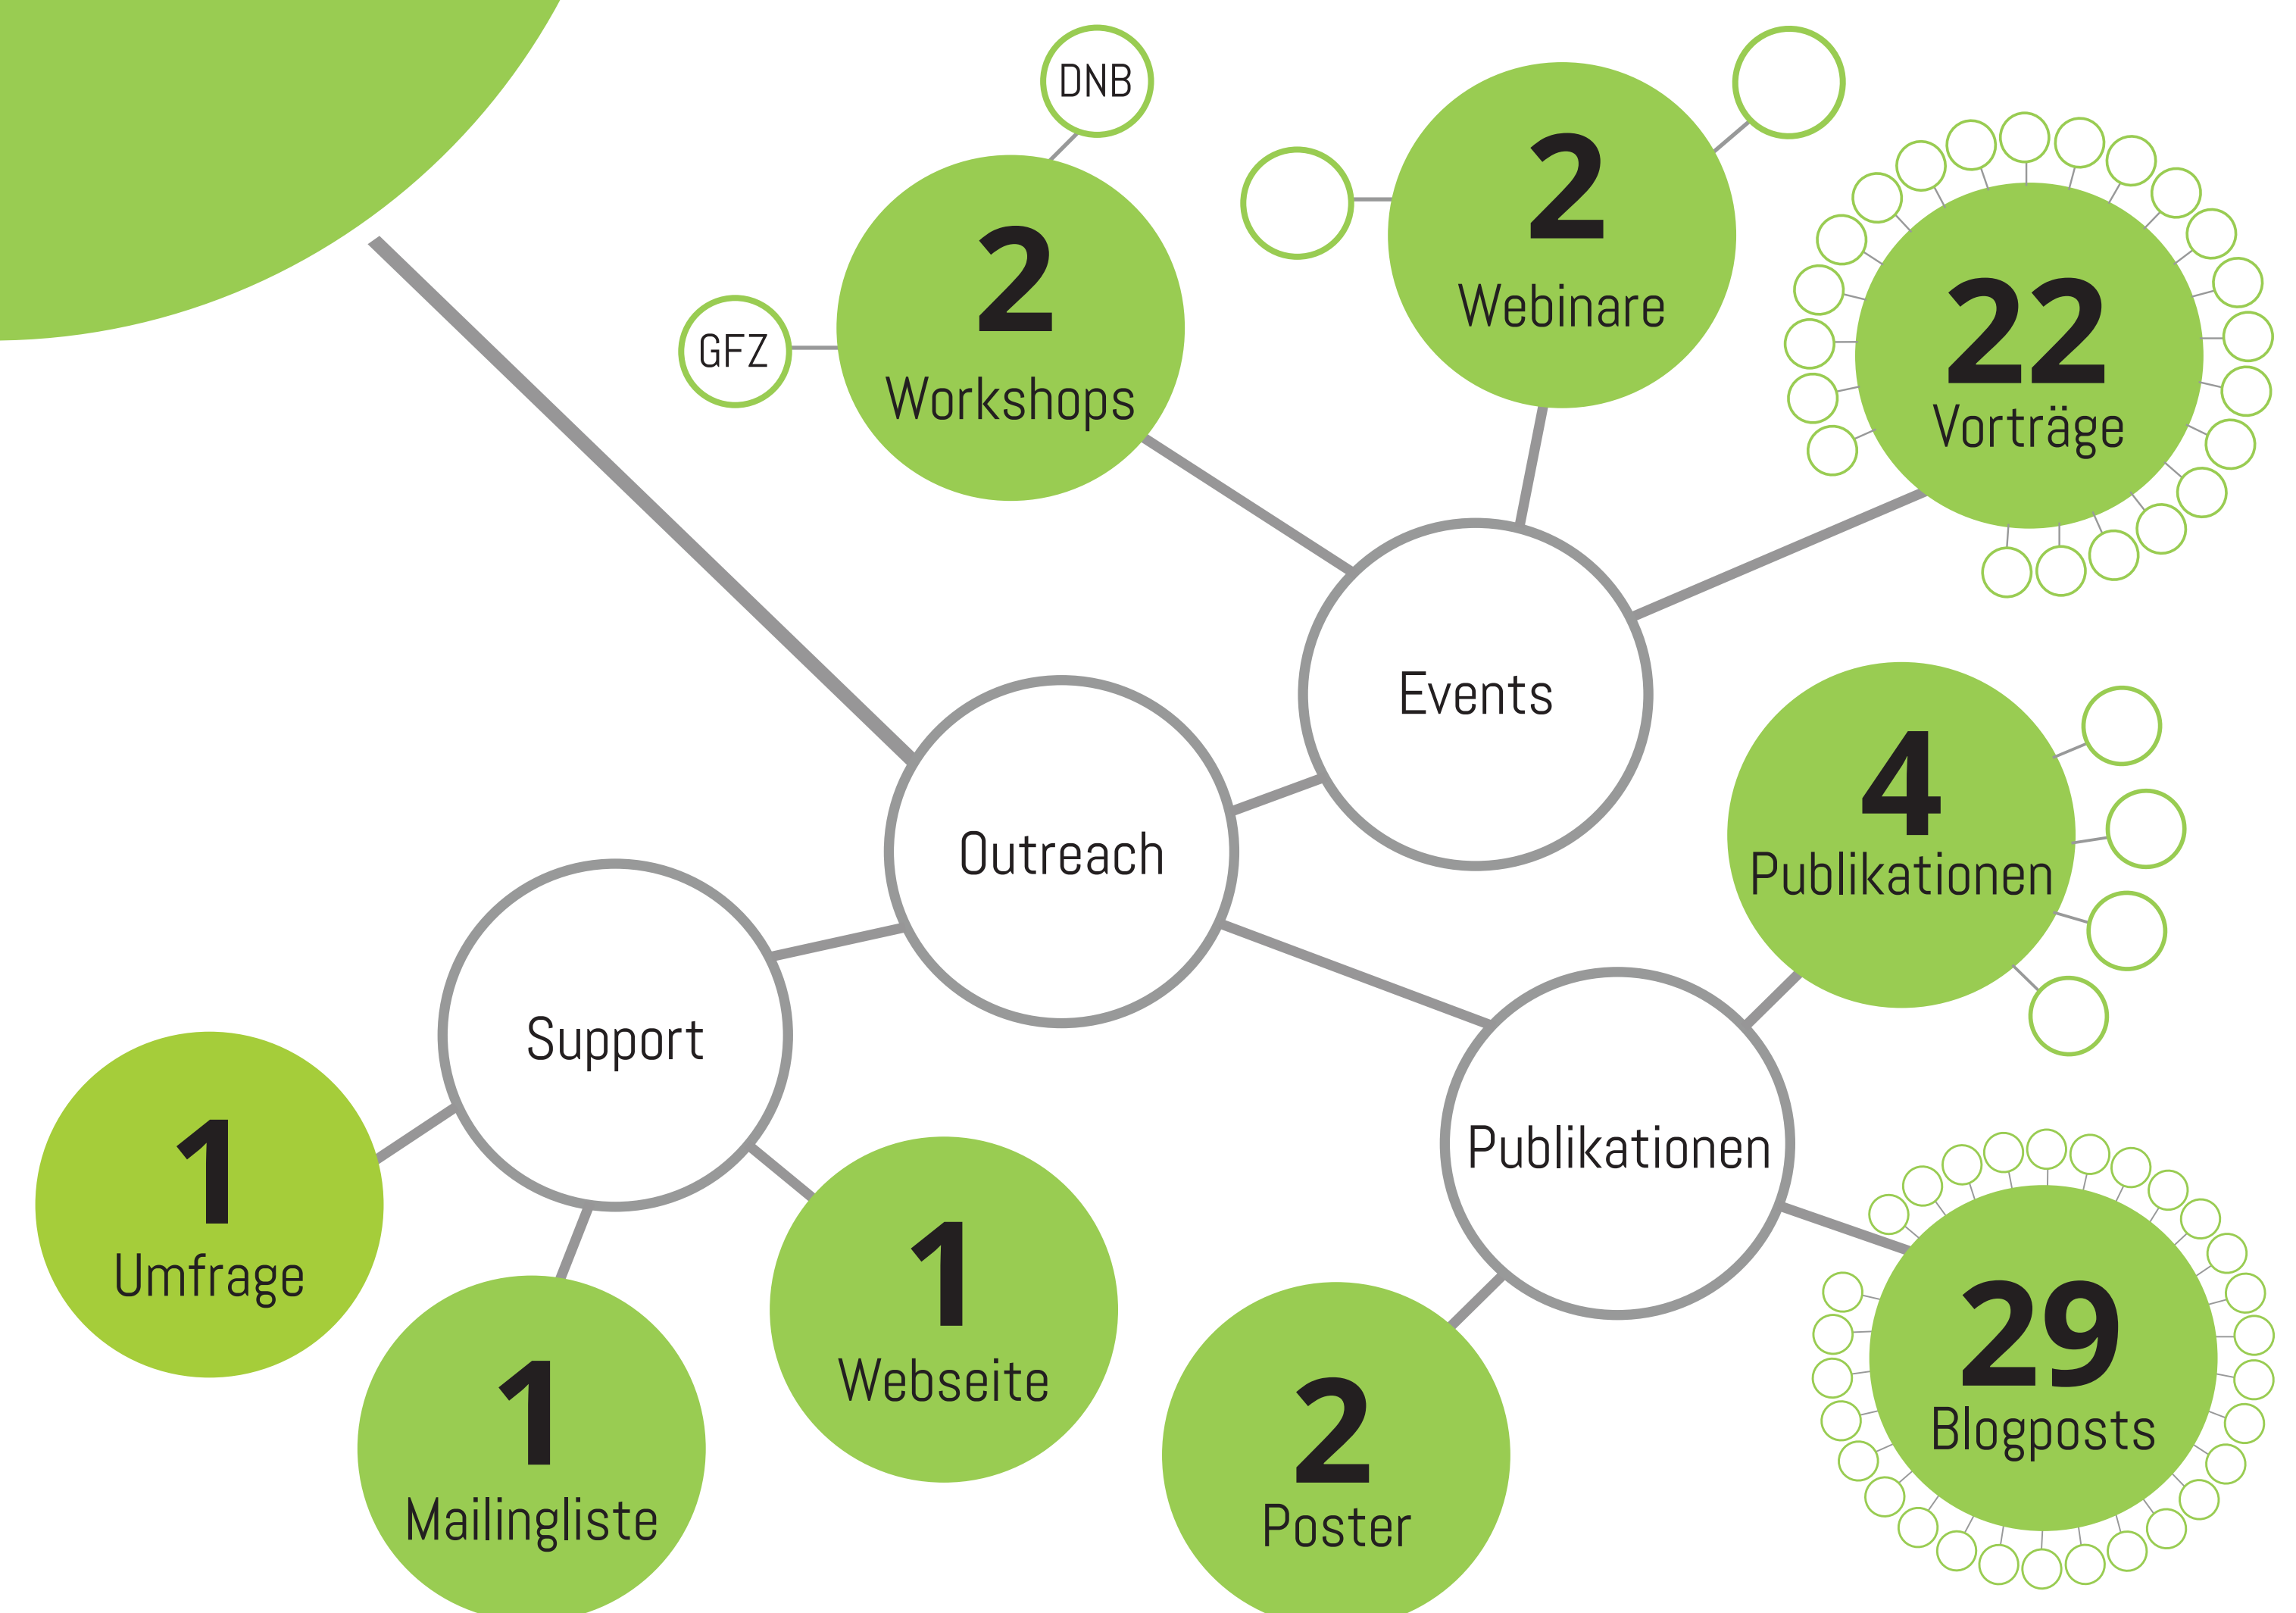 DNB
2
Webinare
GFZ
2
Workshops
22
Vorträge
Events
4
Publikationen
Outreach
Support
Publikationen
1
Umfrage
1
Webseite
29
Blogposts
1
Mailingliste
2
Poster